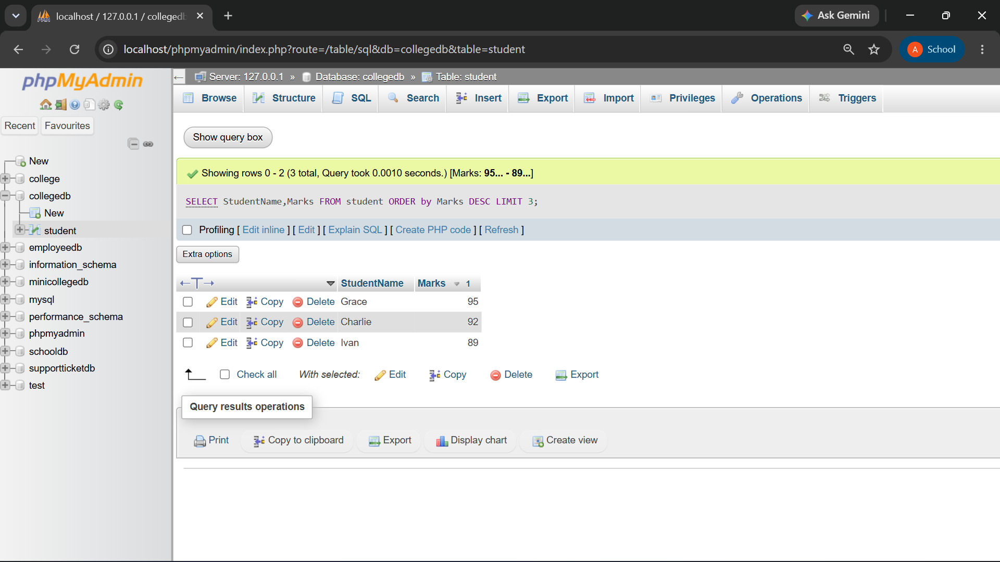 localhost / 127.0.0.1 / collegedb
Ask Gemini
localhost/phpmyadmin/index.php?route=/table/sql&db=collegedb&table=student
A School
phpMyAdmin
Recent Favourites
New
college
collegedb
New
student
employeedb
information_schema
minicollegedb
mysql
performance_schema
phpmyadmin
schooldb
supportticketdb
test
Server: 127.0.0.1 » Database: collegedb » Table: student
Browse Structure SQL Search Insert Export Import Privileges Operations Triggers
Show query box
Showing rows 0 - 2 (3 total, Query took 0.0010 seconds.) [Marks: 95... - 89...]
SELECT StudentName,Marks FROM student ORDER by Marks DESC LIMIT 3;
Profiling [ Edit inline ] [ Edit ] [ Explain SQL ] [ Create PHP code ] [ Refresh ]
Extra options
←T→ StudentName Marks 1
Edit Copy Delete Grace 95
Edit Copy Delete Charlie 92
Edit Copy Delete Ivan 89
Check all With selected: Edit Copy Delete Export
Query results operations
Print Copy to clipboard Export Display chart Create view